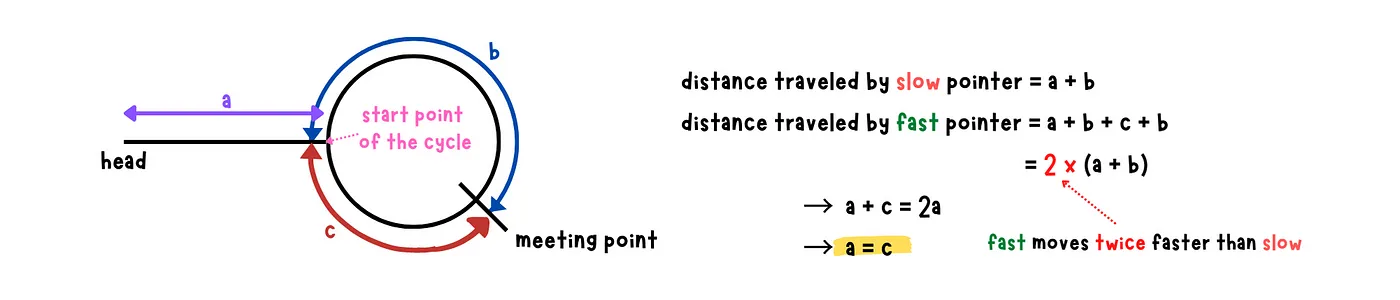 a
b
start point
of the cycle
head
c
meeting point
distance traveled by slow pointer = a + b
distance traveled by fast pointer = a + b + c + b
= 2 x (a + b)
→ a + c = 2a
→ a = c
fast moves twice faster than slow